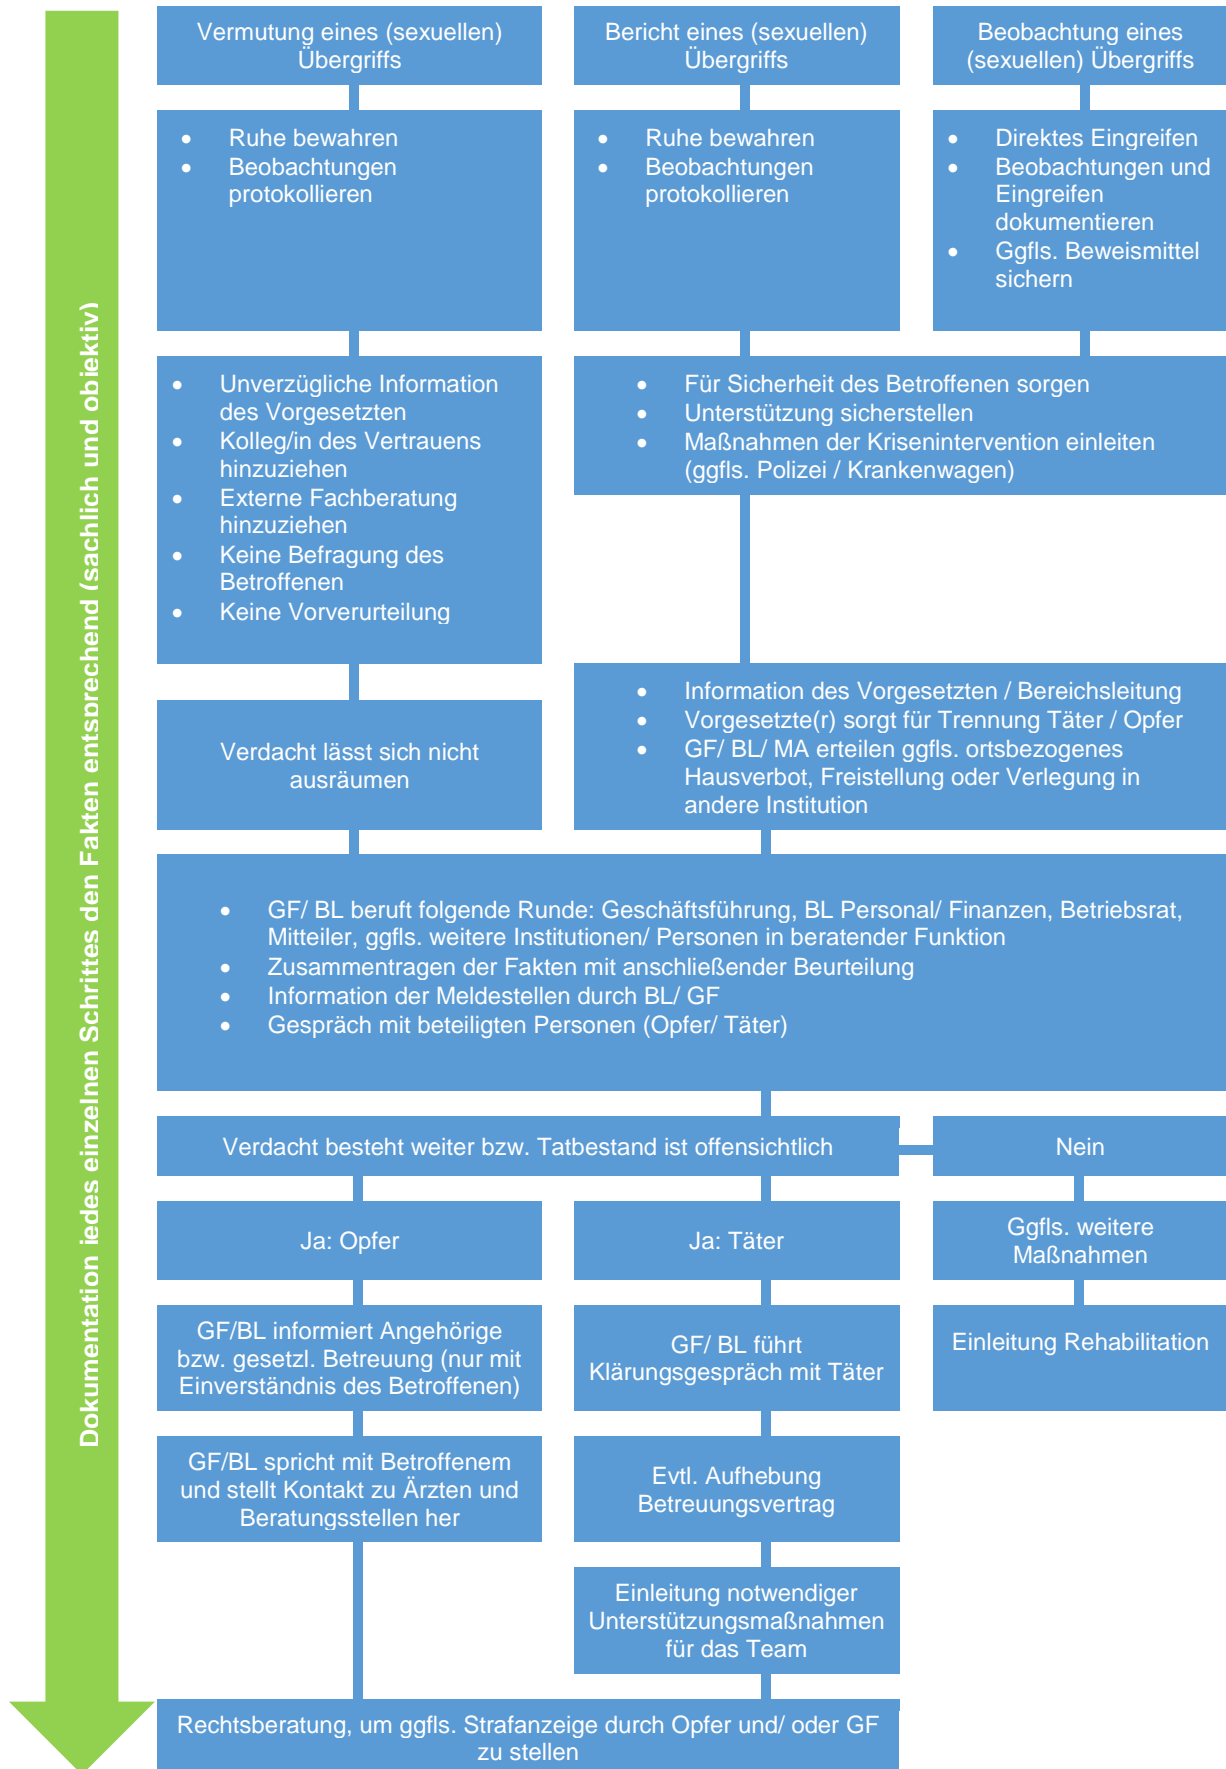 Dokumentation jedes einzelnen Schrittes den Fakten entsprechend (sachlich und objektiv)
Vermutung eines (sexuellen)
Übergriffs
Bericht eines (sexuellen)
Übergriffs
Beobachtung eines
(sexuellen) Übergriffs
• Ruhe bewahren
• Beobachtungen
protokollieren
• Ruhe bewahren
• Beobachtungen
protokollieren
• Direktes Eingreifen
• Beobachtungen und
Eingreifen
dokumentieren
• Ggfls. Beweismittel
sichern
• Unverzügliche Information
des Vorgesetzten
• Kolleg/in des Vertrauens
hinzuziehen
• Externe Fachberatung
hinzuziehen
• Keine Befragung des
Betroffenen
• Keine Vorverurteilung
• Für Sicherheit des Betroffenen sorgen
• Unterstützung sicherstellen
• Maßnahmen der Krisenintervention einleiten
(ggfls. Polizei / Krankenwagen)
Verdacht lässt sich nicht
ausräumen
• Information des Vorgesetzten / Bereichsleitung
• Vorgesetzte(r) sorgt für Trennung Täter / Opfer
• GF/ BL/ MA erteilen ggfls. ortsbezogenes
Hausverbot, Freistellung oder Verlegung in
andere Institution
• GF/ BL beruft folgende Runde: Geschäftsführung, BL Personal/ Finanzen, Betriebsrat,
Mitteiler, ggfls. weitere Institutionen/ Personen in beratender Funktion
• Zusammentragen der Fakten mit anschließender Beurteilung
• Information der Meldestellen durch BL/ GF
• Gespräch mit beteiligten Personen (Opfer/ Täter)
Verdacht besteht weiter bzw. Tatbestand ist offensichtlich
Nein
Ja: Opfer
Ja: Täter
Ggfls. weitere
Maßnahmen
GF/BL informiert Angehörige
bzw. gesetzl. Betreuung (nur mit
Einverständnis des Betroffenen)
GF/ BL führt
Klärungsgespräch mit Täter
Einleitung Rehabilitation
GF/BL spricht mit Betroffenem
und stellt Kontakt zu Ärzten und
Beratungsstellen her
Evtl. Aufhebung
Betreuungsvertrag
Einleitung notwendiger
Unterstützungsmaßnahmen
für das Team
Rechtsberatung, um ggfls. Strafanzeige durch Opfer und/ oder GF
zu stellen